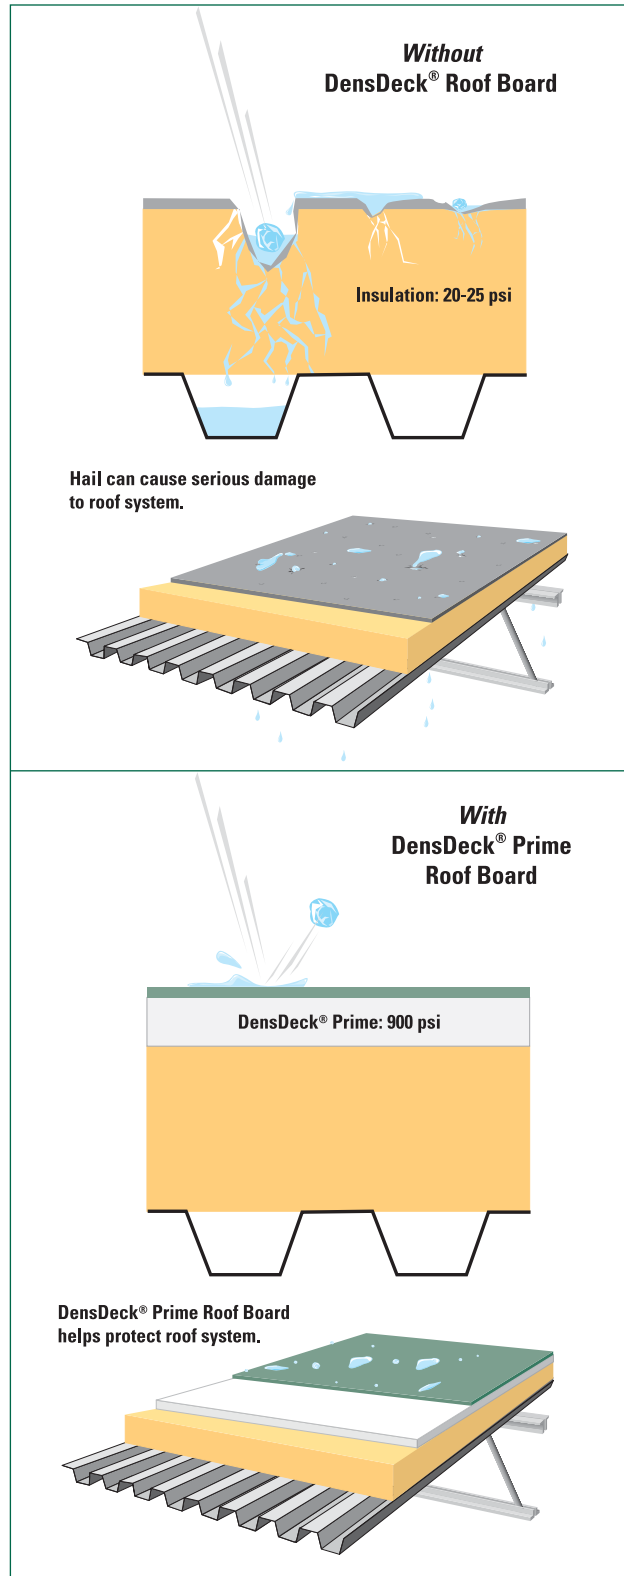 Without
DensDeck® Roof Board
Insulation: 20-25 psi
Hail can cause serious damage
to roof system.
With
DensDeck® Prime
Roof Board
DensDeck® Prime: 900 psi
DensDeck® Prime Roof Board
helps protect roof system.